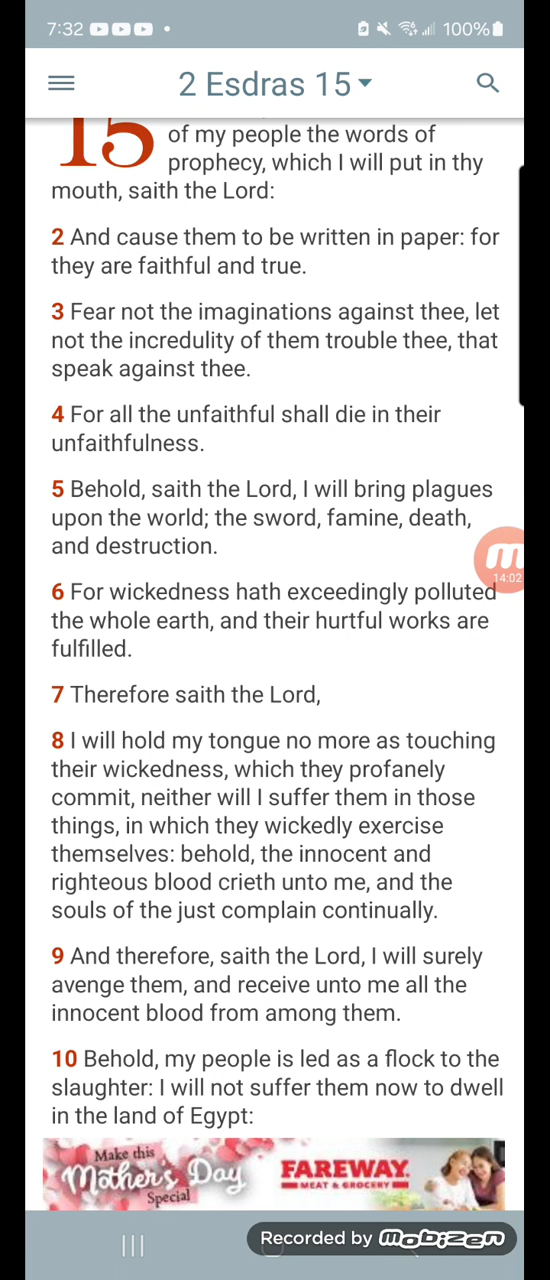 7:32
100%
2 Esdras 15
15 of my people the words of
prophecy, which I will put in thy
mouth, saith the Lord:
2 And cause them to be written in paper: for
they are faithful and true.
3 Fear not the imaginations against thee, let
not the incredulity of them trouble thee, that
speak against thee.
4 For all the unfaithful shall die in their
unfaithfulness.
5 Behold, saith the Lord, I will bring plagues
upon the world; the sword, famine, death,
and destruction.
14:02
6 For wickedness hath exceedingly polluted
the whole earth, and their hurtful works are
fulfilled.
7 Therefore saith the Lord,
8 I will hold my tongue no more as touching
their wickedness, which they profanely
commit, neither will I suffer them in those
things, in which they wickedly exercise
themselves: behold, the innocent and
righteous blood crieth unto me, and the
souls of the just complain continually.
9 And therefore, saith the Lord, I will surely
avenge them, and receive unto me all the
innocent blood from among them.
10 Behold, my people is led as a flock to the
slaughter: I will not suffer them now to dwell
in the land of Egypt:
Make this
Mother's Day
Special
FAREWAY
MEAT & GROCERY
Recorded by mobizen